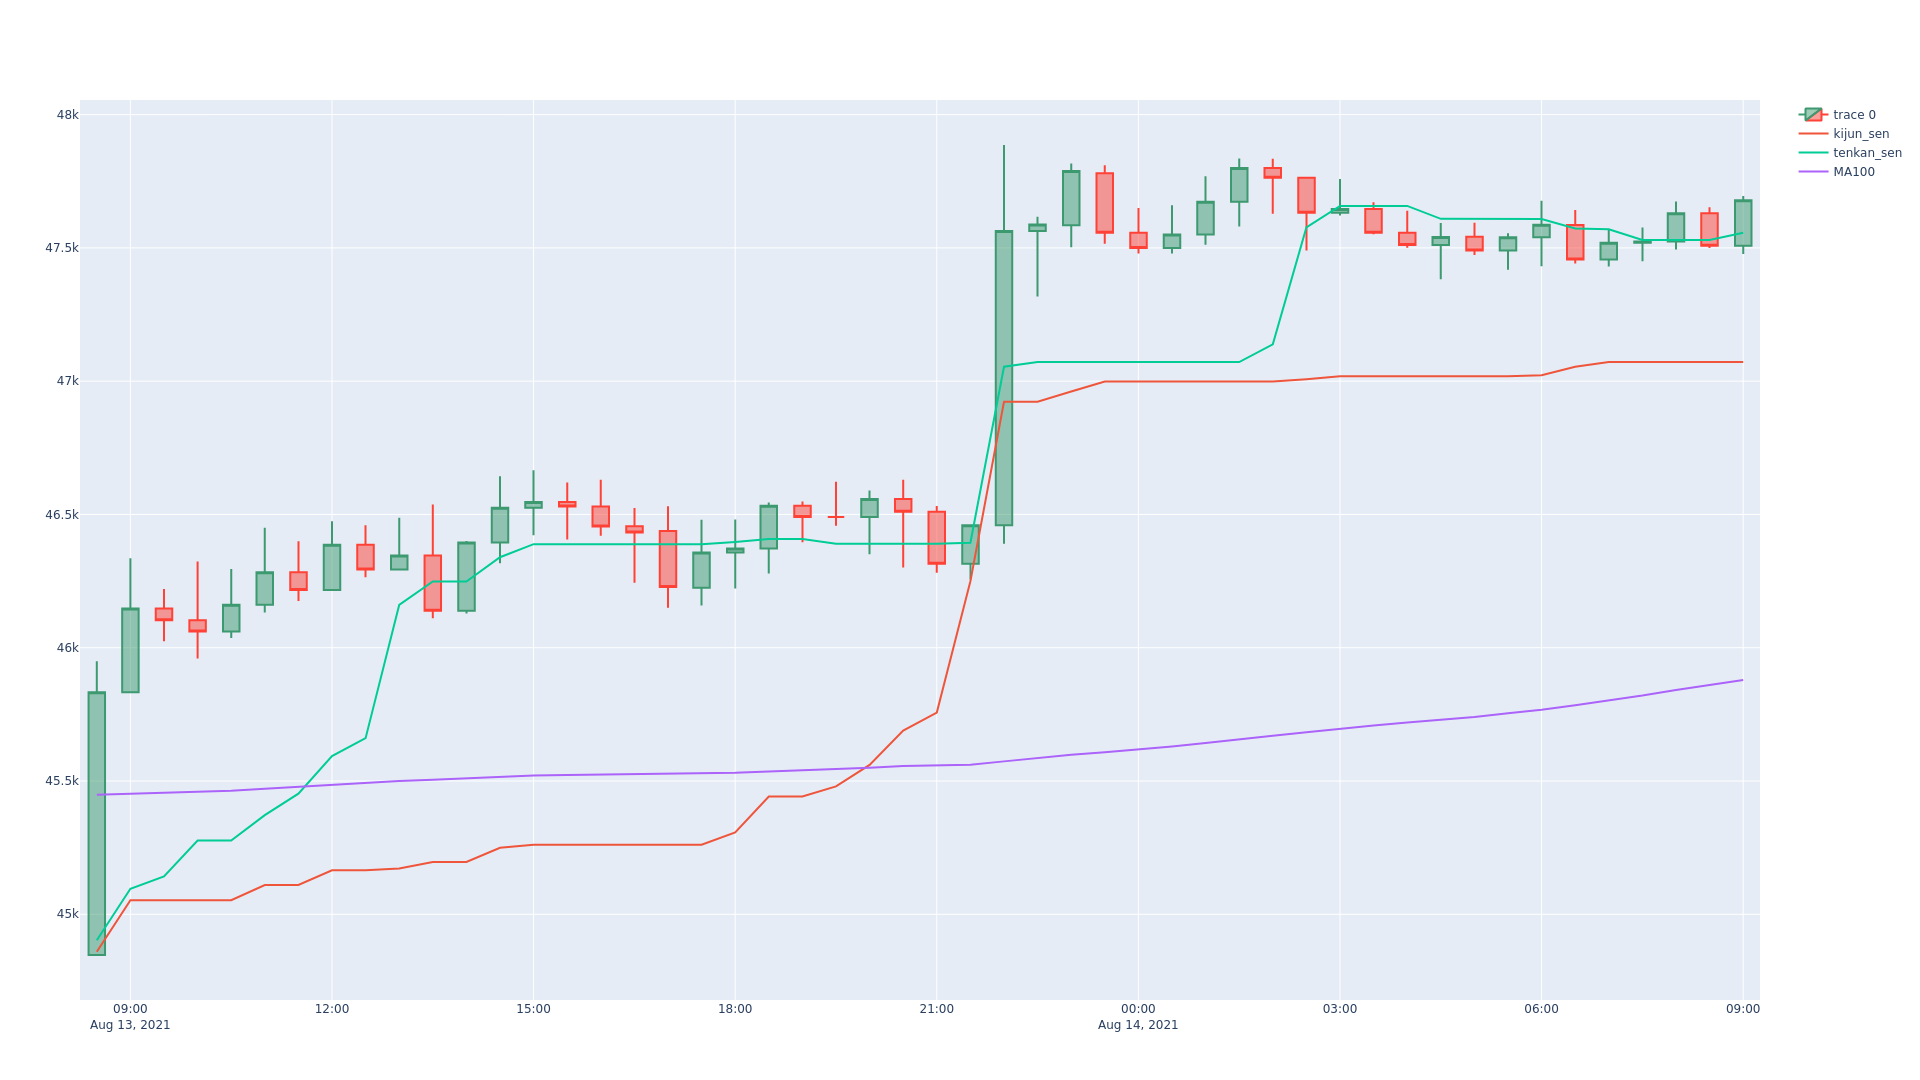 48k
47.5k
47k
46.5k
46k
45.5k
45k
09:00 12:00 15:00 18:00 21:00 00:00 03:00 06:00 09:00
Aug 13, 2021 Aug 14, 2021
trace 0
kijun_sen
tenkan_sen
MA100